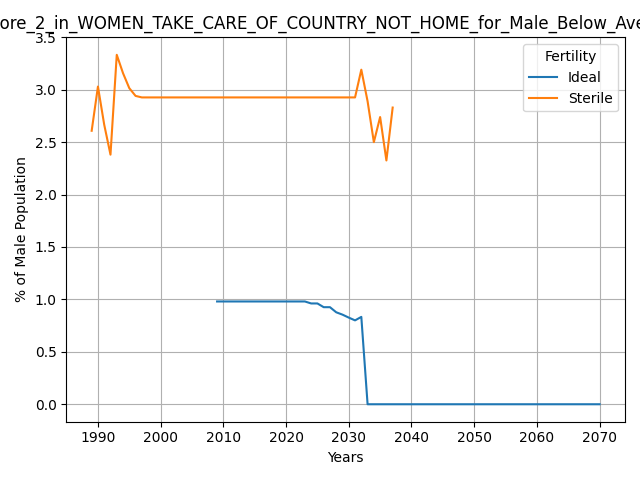 ore_2_in_WOMEN_TAKE_CARE_OF_COUNTRY_NOT_HOME_for_Male_Below_Ave
3.5
3.0
2.5
2.0
1.5
1.0
0.5
0.0
% of Male Population
Fertility
Ideal
Sterile
1990 2000 2010 2020 2030 2040 2050 2060 2070
Years